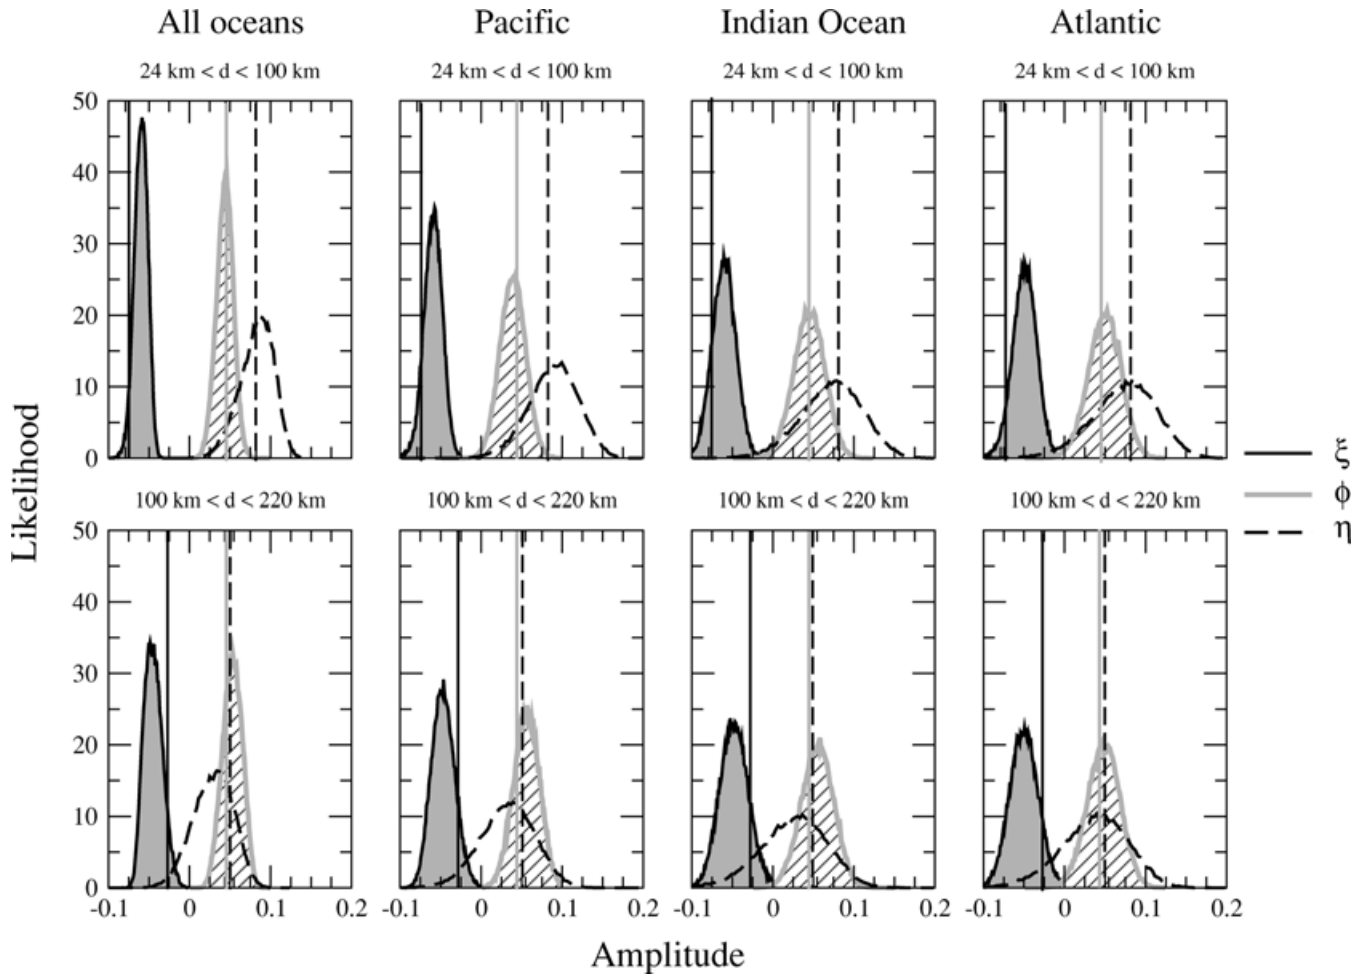 All oceans Pacific Indian Ocean Atlantic
24 km < d < 100 km 24 km < d < 100 km 24 km < d < 100 km 24 km < d < 100 km
50
40
30
20
10
0
100 km < d < 220 km 100 km < d < 220 km 100 km < d < 220 km 100 km < d < 220 km
50
40
30
20
10
0
-0.1 0 0.1 0.2 -0.1 0 0.1 0.2 -0.1 0 0.1 0.2 -0.1 0 0.1 0.2
Amplitude
Likelihood
ξ
ϕ
η